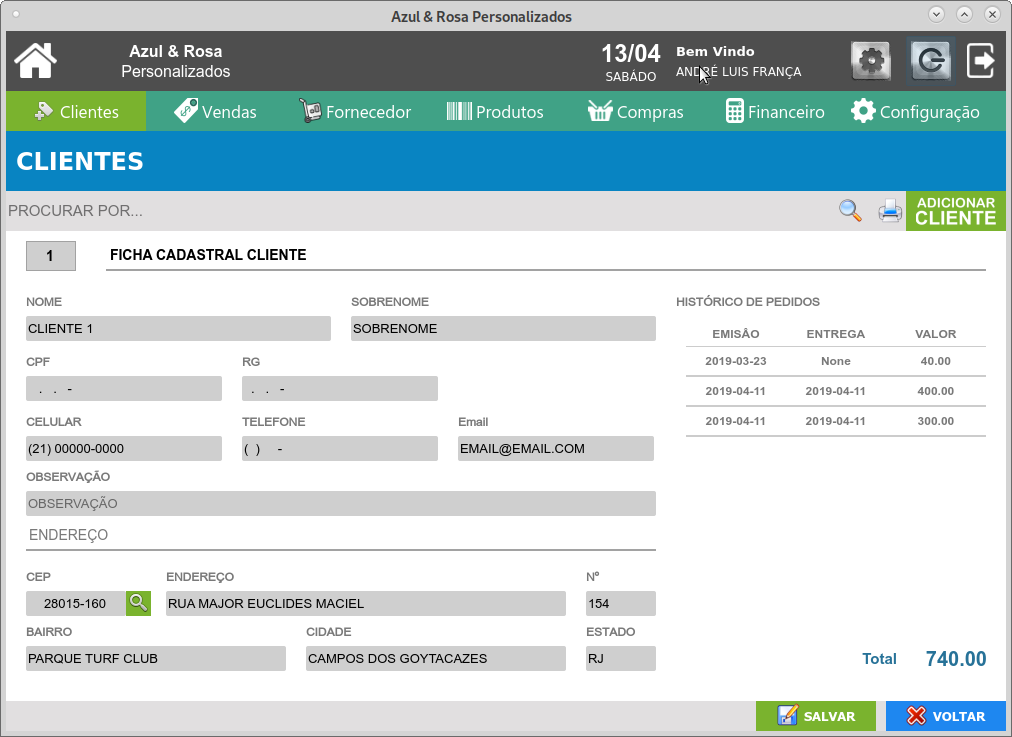 Azul & Rosa Personalizados
Azul & Rosa
Personalizados
13/04
SABÁDO
Bem Vindo
ANDRÉ LUIS FRANÇA
Clientes
Vendas
Fornecedor
Produtos
Compras
Financeiro
Configuração
CLIENTES
PROCURAR POR...
ADICIONAR
CLIENTE
1
FICHA CADASTRAL CLIENTE
NOME
SOBRENOME
CLIENTE 1
SOBRENOME
CPF
RG
. . -
. . -
CELULAR
TELEFONE
Email
(21) 00000-0000
( ) -
EMAIL@EMAIL.COM
OBSERVAÇÃO
OBSERVAÇÃO
ENDEREÇO
CEP
ENDEREÇO
Nº
28015-160
RUA MAJOR EUCLIDES MACIEL
154
BAIRRO
CIDADE
ESTADO
PARQUE TURF CLUB
CAMPOS DOS GOYTACAZES
RJ
HISTÓRICO DE PEDIDOS
EMISÃO ENTREGA VALOR
2019-03-23 None 40.00
2019-04-11 2019-04-11 400.00
2019-04-11 2019-04-11 300.00
Total 740.00
SALVAR
VOLTAR